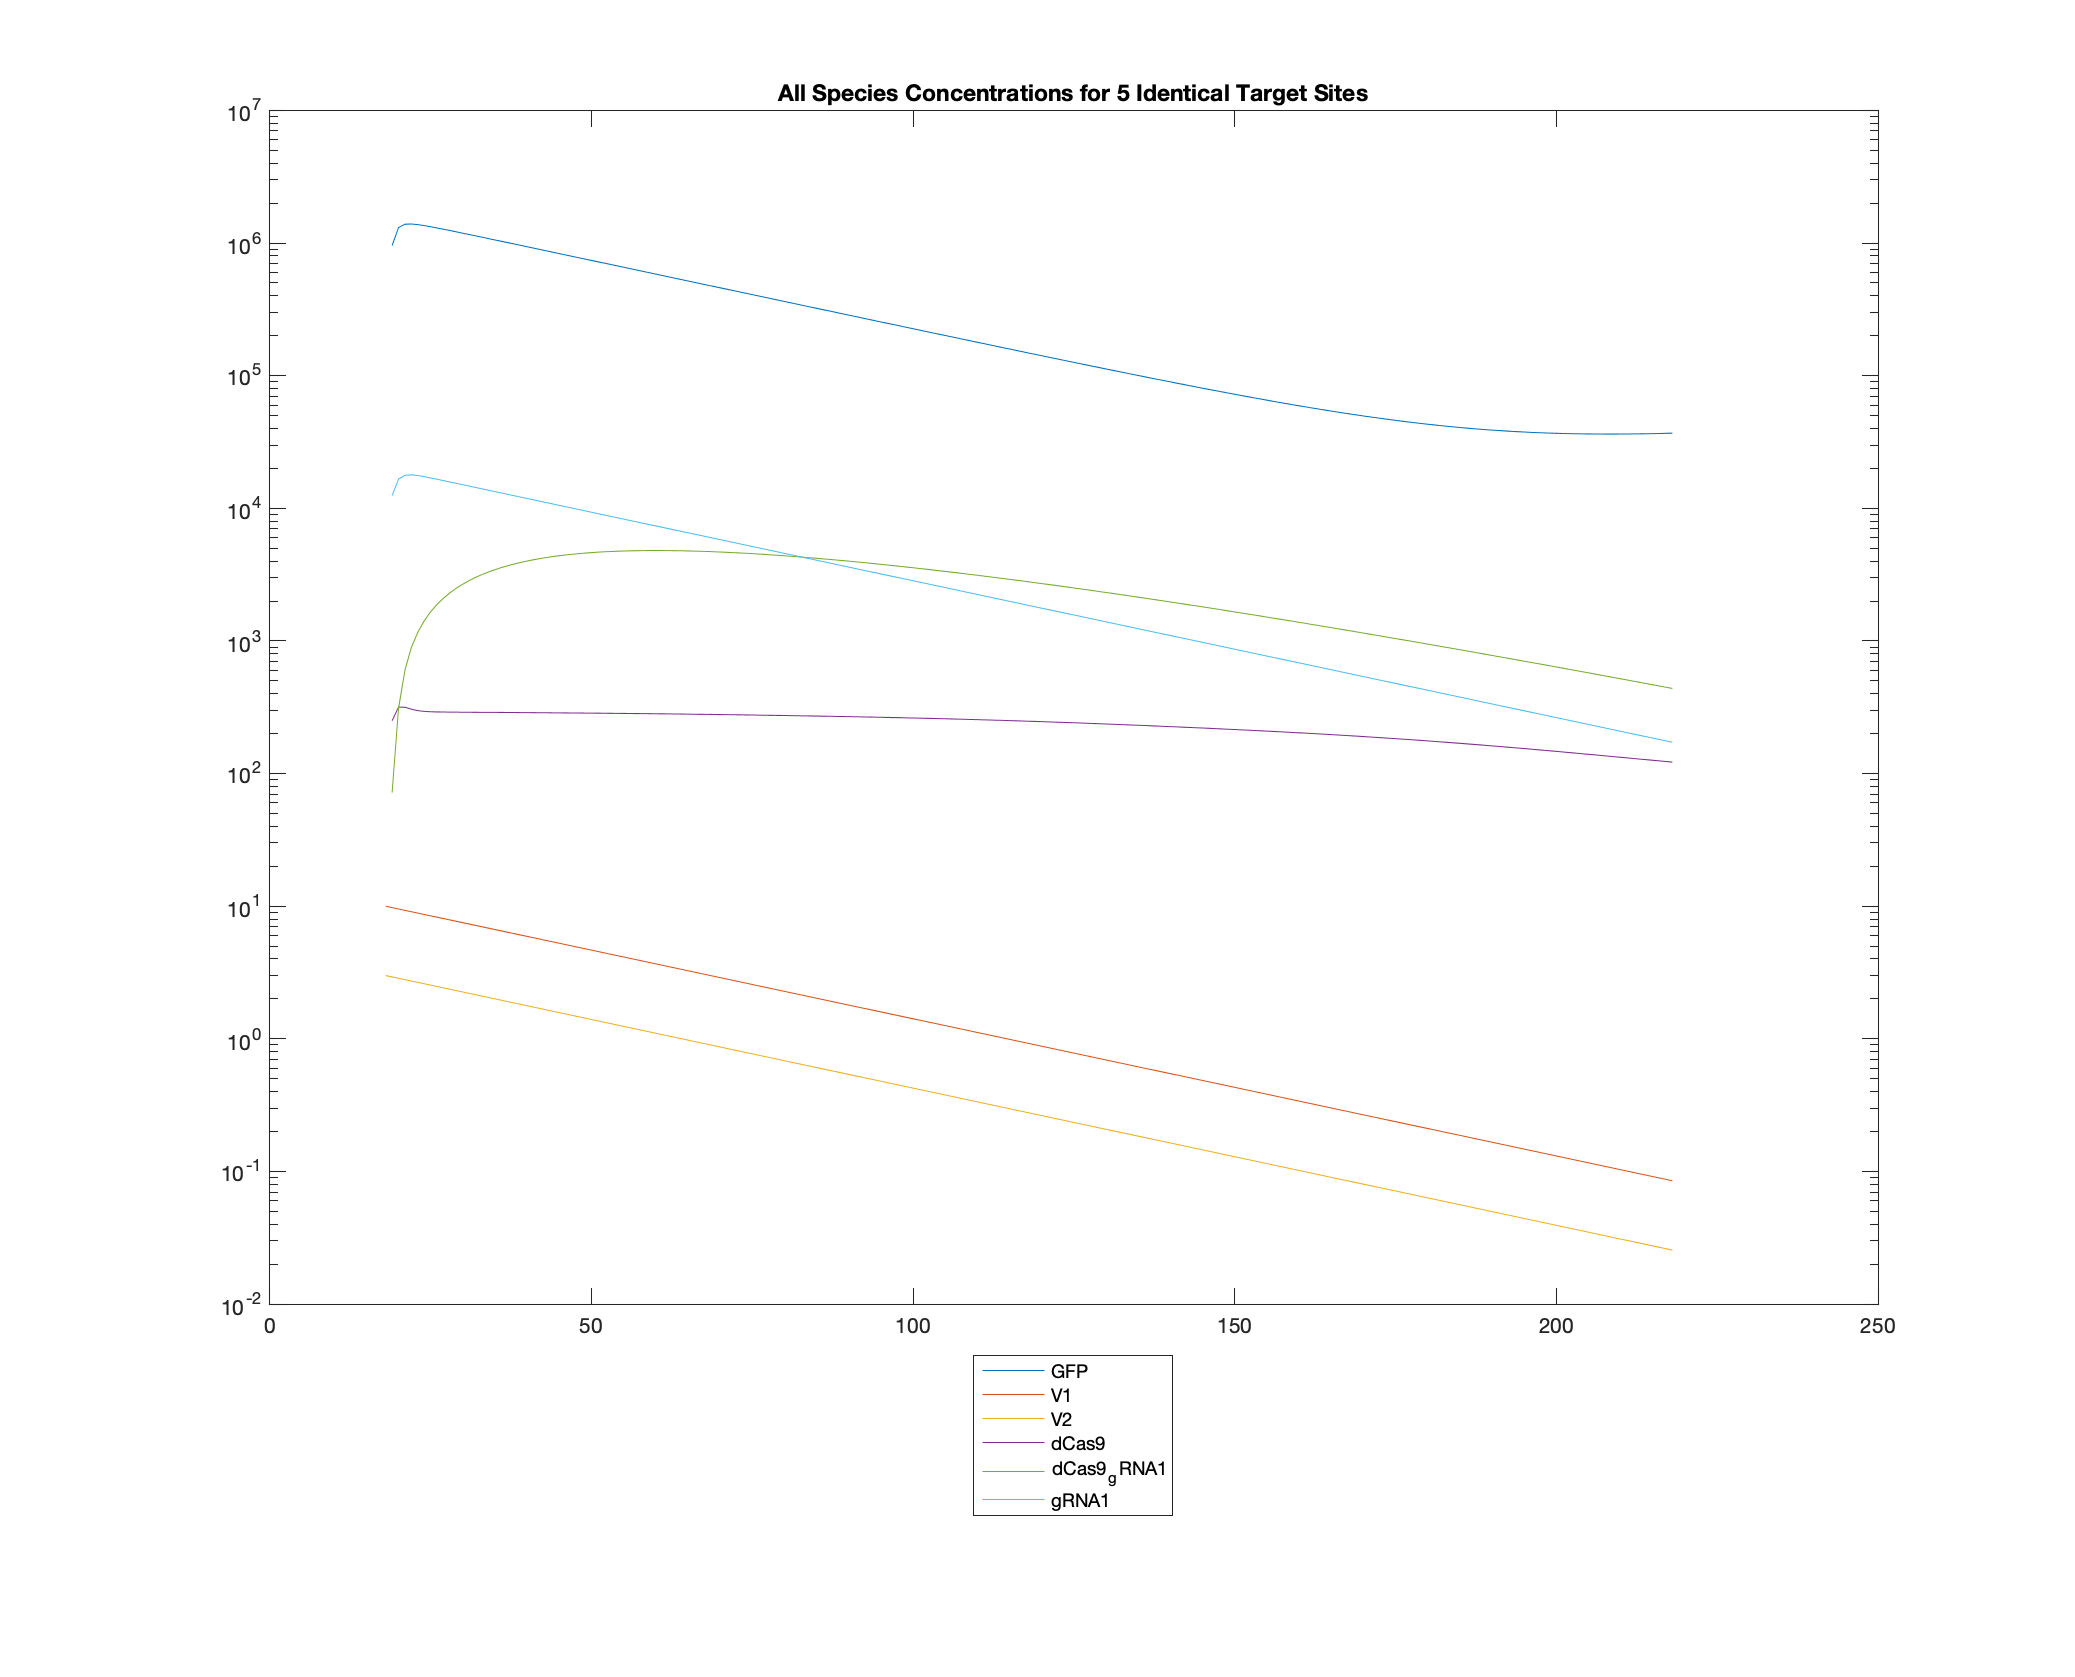 All Species Concentrations for 5 Identical Target Sites
10^7
10^6
10^5
10^4
10^3
10^2
10^1
10^0
10^-1
10^-2
0 50 100 150 200 250
GFP
V1
V2
dCas9
dCas9_gRNA1
gRNA1